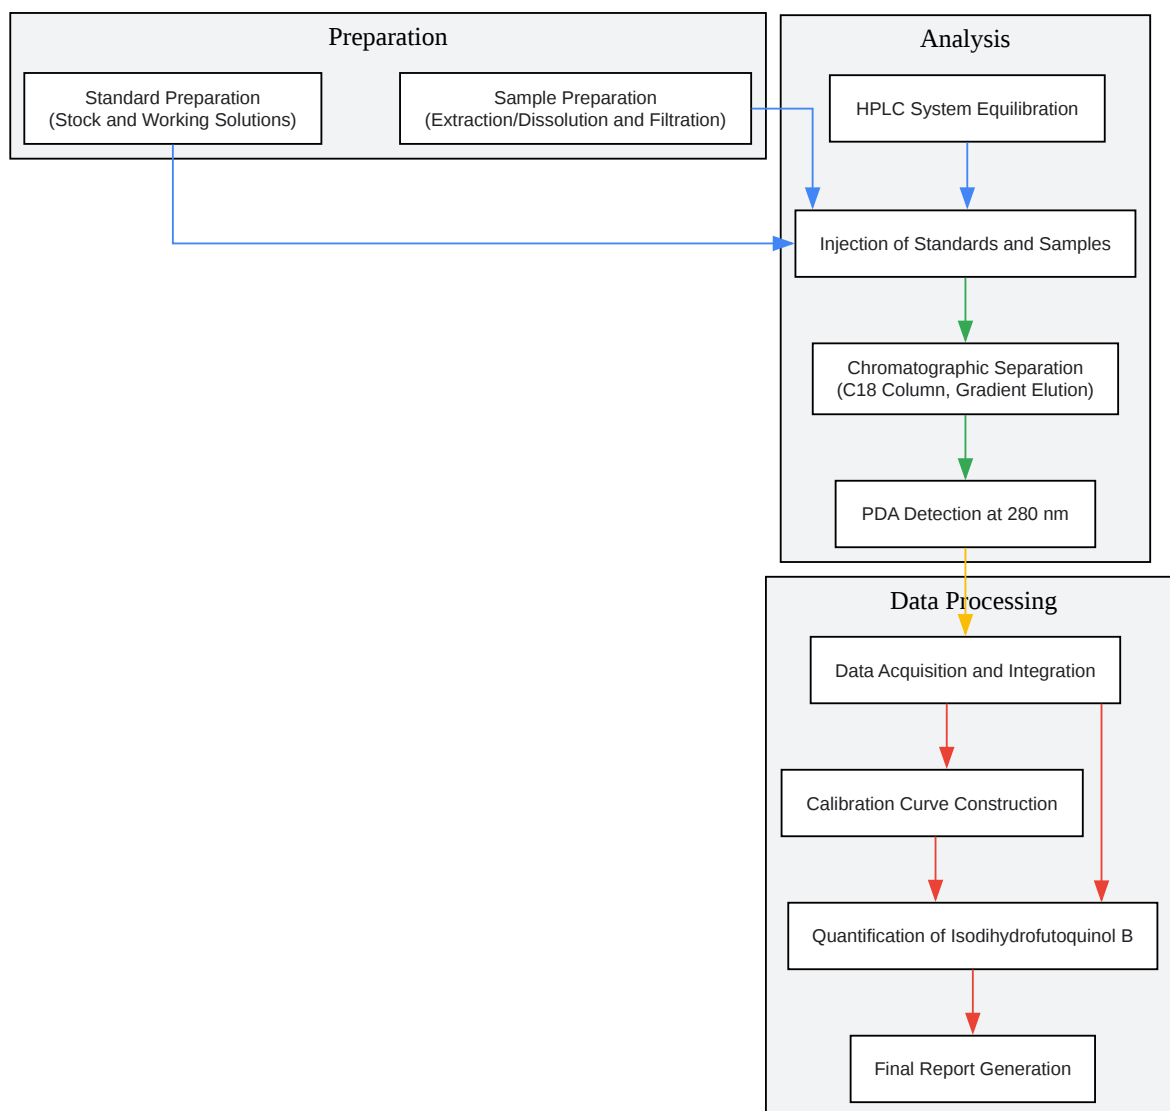 Preparation
Standard Preparation
(Stock and Working Solutions)
Sample Preparation
(Extraction/Dissolution and Filtration)
Analysis
HPLC System Equilibration
Injection of Standards and Samples
Chromatographic Separation
(C18 Column, Gradient Elution)
PDA Detection at 280 nm
Data Processing
Data Acquisition and Integration
Calibration Curve Construction
Quantification of Isodihydrofutoquinol B
Final Report Generation